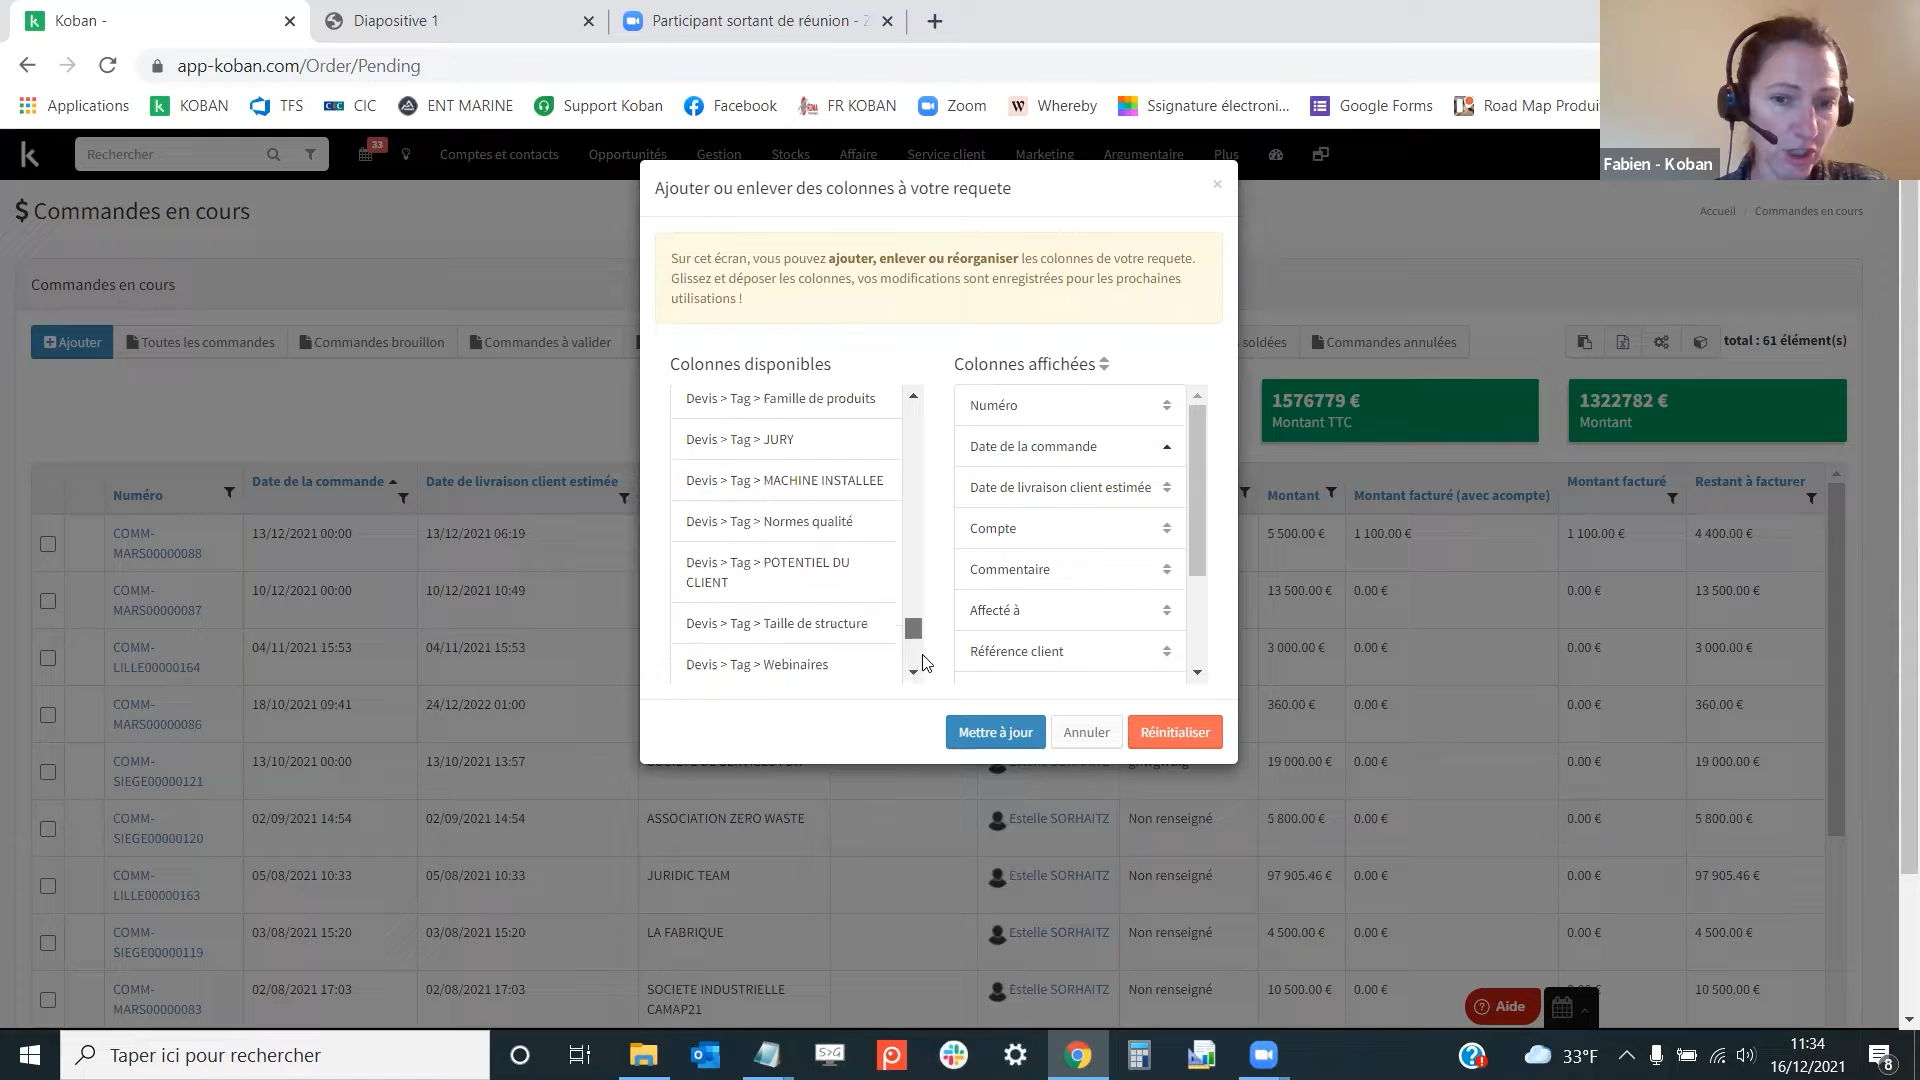 Koban -
Diapositive 1
Participant sortant de réunion - Z
app-koban.com/Order/Pending
Applications
KOBAN
TFS
CIC
ENT MARINE
Support Koban
Facebook
FR KOBAN
Zoom
Whereby
Ssignature électroni...
Google Forms
Road Map Produi
Fabien - Koban
Rechercher
33
Comptes et contacts
Opportunités
Gestion
Stocks
Affaire
Service client
Marketing
Argumentaire
Plus
$ Commandes en cours
Accueil / Commandes en cours
Commandes en cours
Ajouter
Toutes les commandes
Commandes brouillon
Commandes à valider
soldées
Commandes annulées
total : 61 élément(s)
1576779 €
Montant TTC
1322782 €
Montant
Ajouter ou enlever des colonnes à votre requete
×
Sur cet écran, vous pouvez ajouter, enlever ou réorganiser les colonnes de votre requete.
Glissez et déposer les colonnes, vos modifications sont enregistrées pour les prochaines
utilisations !
Colonnes disponibles
Devis > Tag > Famille de produits
Devis > Tag > JURY
Devis > Tag > MACHINE INSTALLEE
Devis > Tag > Normes qualité
Devis > Tag > POTENTIEL DU
CLIENT
Devis > Tag > Taille de structure
Devis > Tag > Webinaires
Colonnes affichées
Numéro
Date de la commande
Date de livraison client estimée
Compte
Commentaire
Affecté à
Référence client
Mettre à jour
Annuler
Réinitialiser
Numéro
Date de la commande
Date de livraison client estimée
Montant
Montant facturé (avec acompte)
Montant facturé
Restant à facturer
COMM-
MARS00000088
13/12/2021 00:00
13/12/2021 06:19
5 500.00 €
1 100.00 €
1 100.00 €
4 400.00 €
COMM-
MARS00000087
10/12/2021 00:00
10/12/2021 10:49
13 500.00 €
0.00 €
0.00 €
13 500.00 €
COMM-
LILLE00000164
04/11/2021 15:53
04/11/2021 15:53
3 000.00 €
0.00 €
0.00 €
3 000.00 €
COMM-
MARS00000086
18/10/2021 09:41
24/12/2022 01:00
360.00 €
0.00 €
0.00 €
360.00 €
COMM-
SIEGE00000121
13/10/2021 00:00
13/10/2021 13:57
19 000.00 €
0.00 €
0.00 €
19 000.00 €
COMM-
SIEGE00000120
02/09/2021 14:54
02/09/2021 14:54
ASSOCIATION ZERO WASTE
Estelle SORHAITZ
Non renseigné
5 800.00 €
0.00 €
0.00 €
5 800.00 €
COMM-
LILLE00000163
05/08/2021 10:33
05/08/2021 10:33
JURIDIC TEAM
Estelle SORHAITZ
Non renseigné
97 905.46 €
0.00 €
0.00 €
97 905.46 €
COMM-
SIEGE00000119
03/08/2021 15:20
03/08/2021 15:20
LA FABRIQUE
Estelle SORHAITZ
Non renseigné
4 500.00 €
0.00 €
0.00 €
4 500.00 €
COMM-
MARS00000083
02/08/2021 17:03
02/08/2021 17:03
SOCIETE INDUSTRIELLE
CAMAP21
Estelle SORHAITZ
Non renseigné
10 500.00 €
0.00 €
10 500.00 €
Aide
Taper ici pour rechercher
33°F
11:34
16/12/2021
8